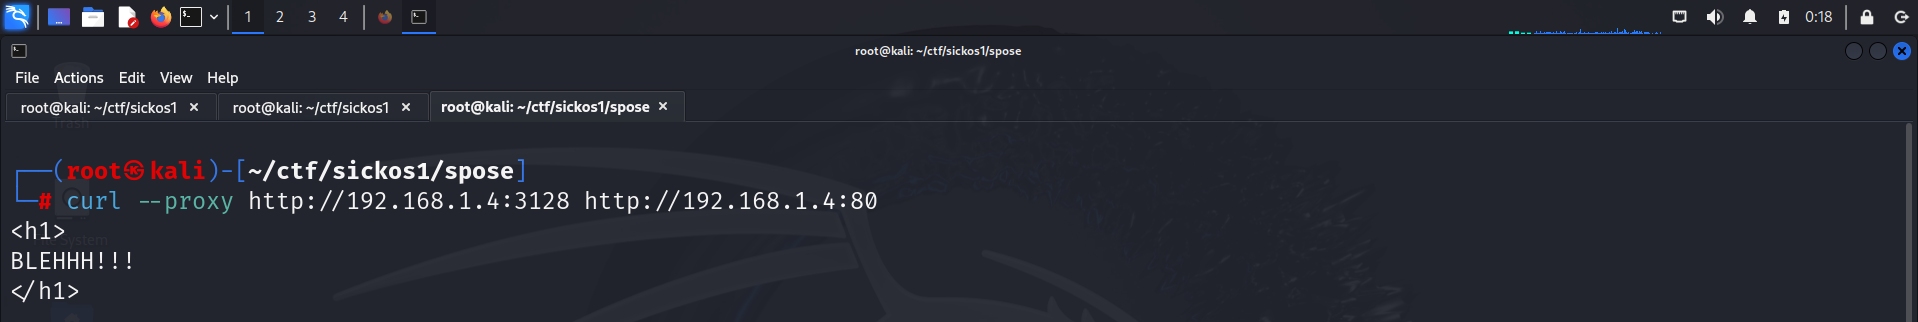 1 2 3 4 0:18
root@kali: ~/ctf/sickos1/spose
File Actions Edit View Help
root@kali: ~/ctf/sickos1 × root@kali: ~/ctf/sickos1 × root@kali: ~/ctf/sickos1/spose ×
Trash
┌──(root㉿kali)-[~/ctf/sickos1/spose]
└─# curl --proxy http://192.168.1.4:3128 http://192.168.1.4:80
<h1>
System
BLEHHH!!!
</h1>